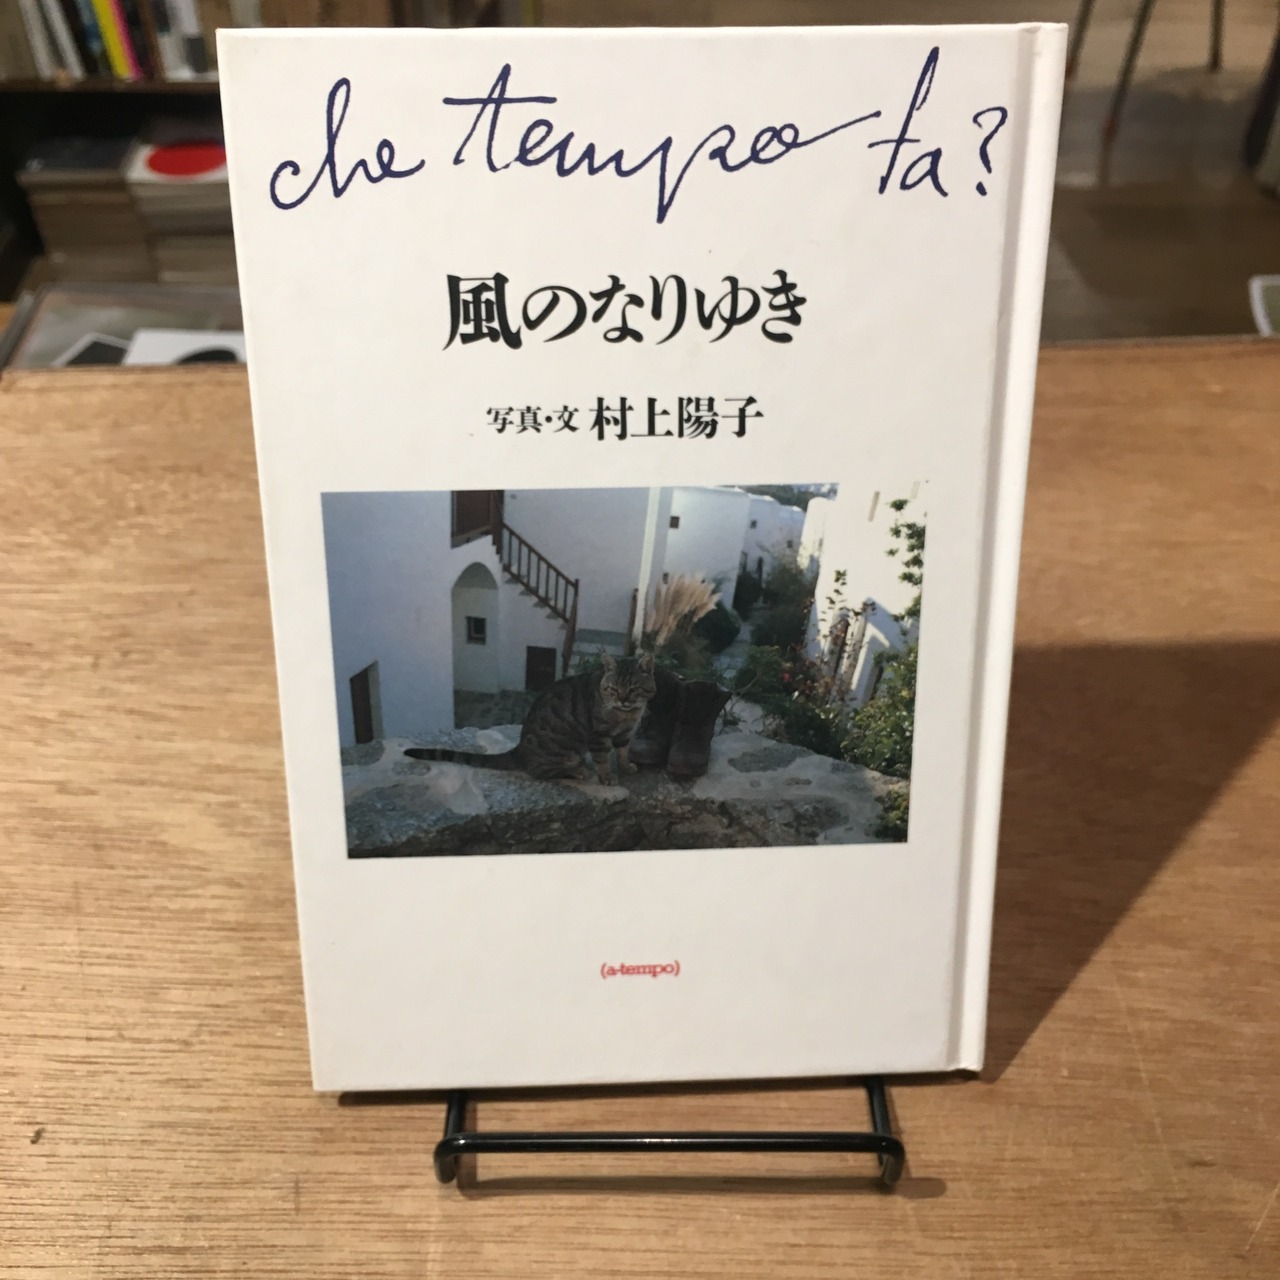 che tempo fa?
風のなりゆき
写真・文 村上陽子
(a-tempo)